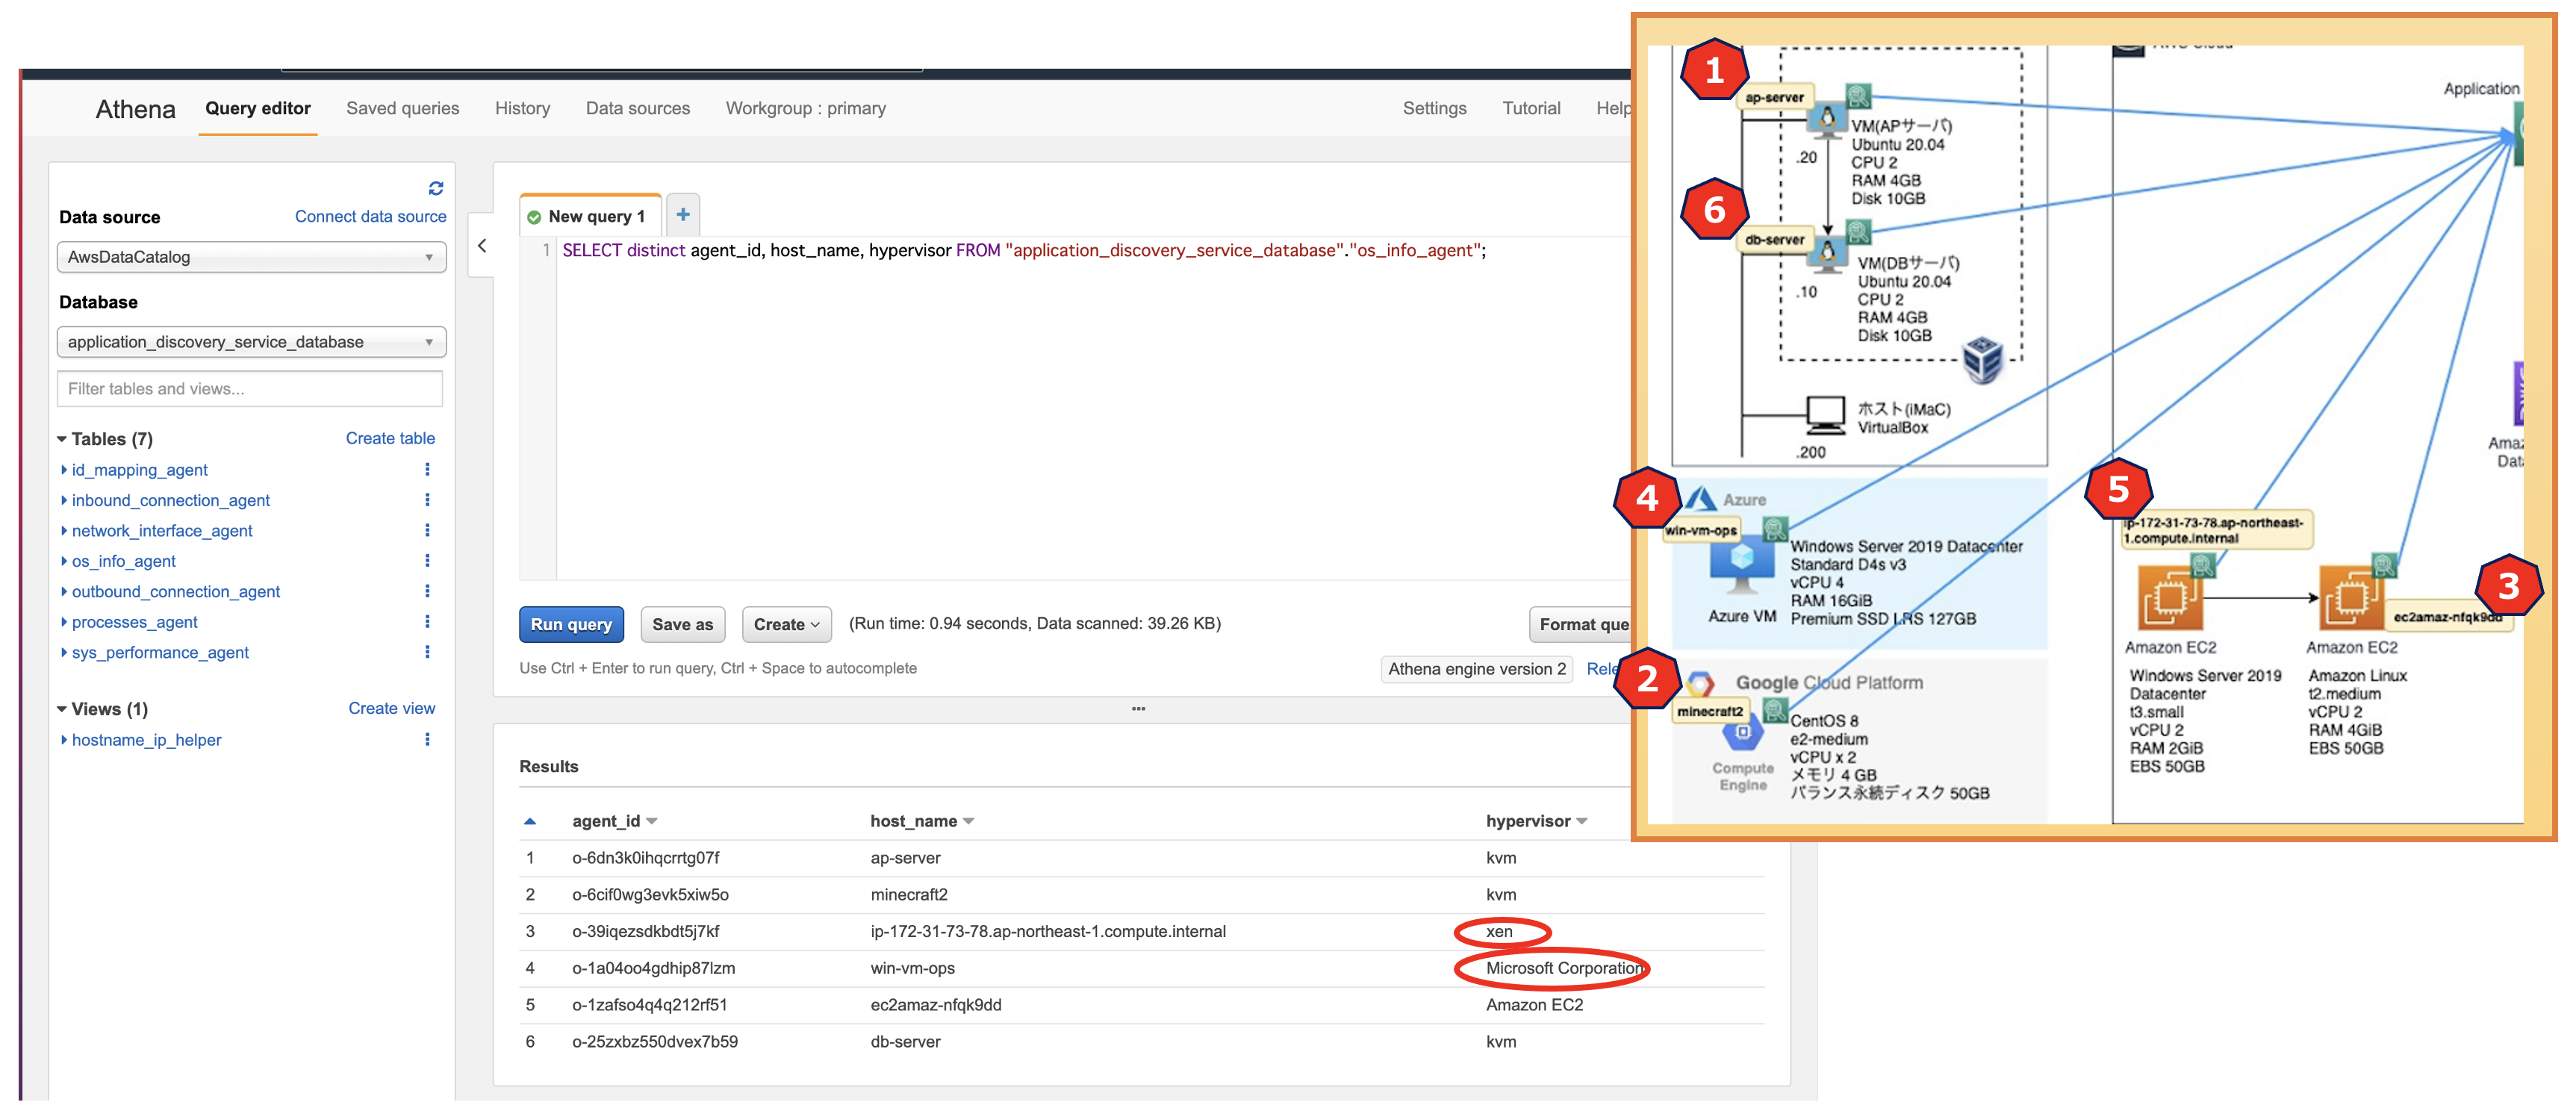 Athena
Query editor
Saved queries
History
Data sources
Workgroup : primary
Settings
Tutorial
Help
Data source
Connect data source
AwsDataCatalog
Database
application_discovery_service_database
Filter tables and views...
Tables (7)
Create table
id_mapping_agent
inbound_connection_agent
network_interface_agent
os_info_agent
outbound_connection_agent
processes_agent
sys_performance_agent
Views (1)
Create view
hostname_ip_helper
New query 1
+
1 SELECT distinct agent_id, host_name, hypervisor FROM "application_discovery_service_database"."os_info_agent";
Run query
Save as
Create
(Run time: 0.94 seconds, Data scanned: 39.26 KB)
Format que
Use Ctrl + Enter to run query, Ctrl + Space to autocomplete
Athena engine version 2
Rele
Results
agent_id host_name hypervisor
1 o-6dn3k0ihqcrrtg07f ap-server kvm
2 o-6cif0wg3evk5xiw5o minecraft2 kvm
3 o-39iqezsdkbdt5j7kf ip-172-31-73-78.ap-northeast-1.compute.internal xen
4 o-1a04oo4gdhip87lzm win-vm-ops Microsoft Corporation
5 o-1zafso4q4q212rf51 ec2amaz-nfqk9dd Amazon EC2
6 o-25zxbz550dvex7b59 db-server kvm
1
ap-server
VM(APサーバ)
Ubuntu 20.04
CPU 2
RAM 4GB
Disk 10GB
.20
6
db-server
VM(DBサーバ)
Ubuntu 20.04
CPU 2
RAM 4GB
Disk 10GB
.10
ホスト(iMaC)
VirtualBox
.200
4
Azure
win-vm-ops
Windows Server 2019 Datacenter
Standard D4s v3
vCPU 4
RAM 16GiB
Premium SSD LRS 127GB
Azure VM
2
Google Cloud Platform
minecraft2
CentOS 8
e2-medium
vCPU x 2
メモリ 4 GB
バランス永続ディスク 50GB
Compute
Engine
Application
Ama
Dat
5
ip-172-31-73-78.ap-northeast-
1.compute.internal
3
ec2amaz-nfqk9dd
Amazon EC2
Windows Server 2019
Datacenter
t3.small
vCPU 2
RAM 2GiB
EBS 50GB
Amazon EC2
Amazon Linux
t2.medium
vCPU 2
RAM 4GiB
EBS 50GB